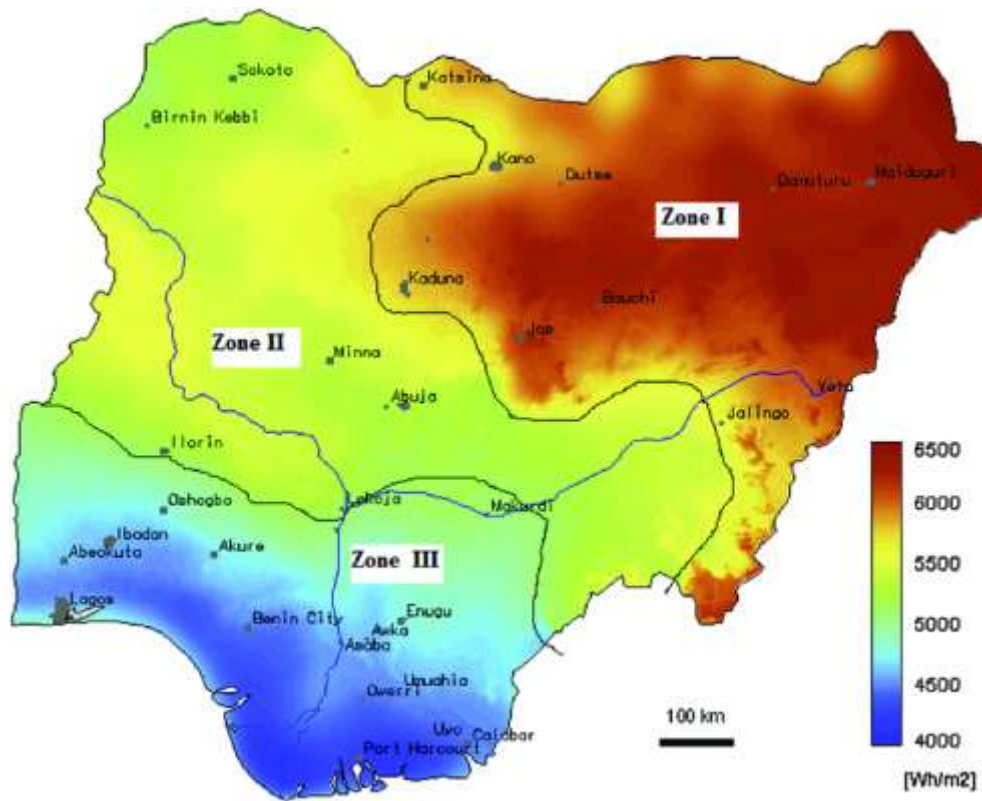 Sokoto
Katsina
Birnin Kebbi
Kano
Dutse
Damaturu
Maiduguri
Zone I
Kaduna
Bauchi
Zone II
Jos
Minna
Yola
Abuja
Jalingo
Ilorin
6500
Lokoja
Makurdi
6000
Oshogbo
Ibadan
Akure
Abeokuta
Zone III
5500
Lagos
Benin City
Enugu
Awka
5000
Asaba
Umuahia
Owerri
4500
100 km
Uyo
Calabar
Port Harcourt
4000
[Wh/m2]